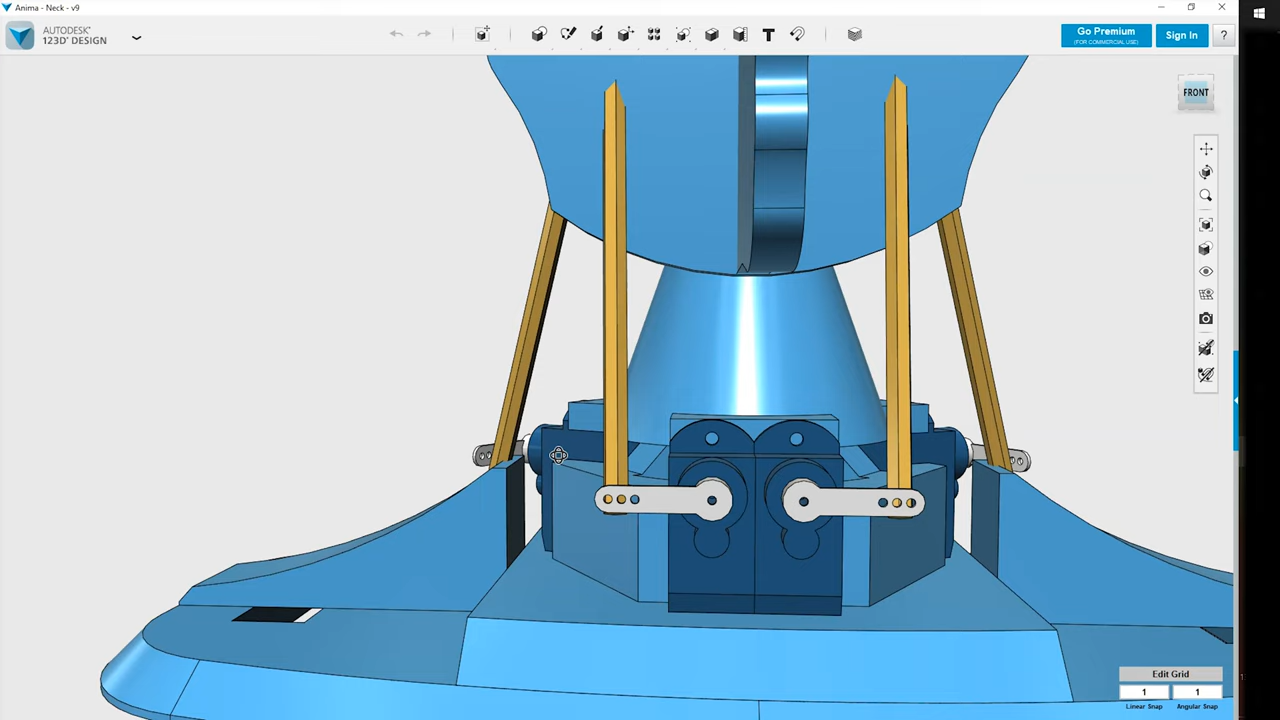 Anima - Neck - v9
AUTODESK®
123D® DESIGN
T
Go Premium
(FOR COMMERCIAL USE)
Sign In
?
FRONT
Edit Grid
1
1
Linear Snap
Angular Snap